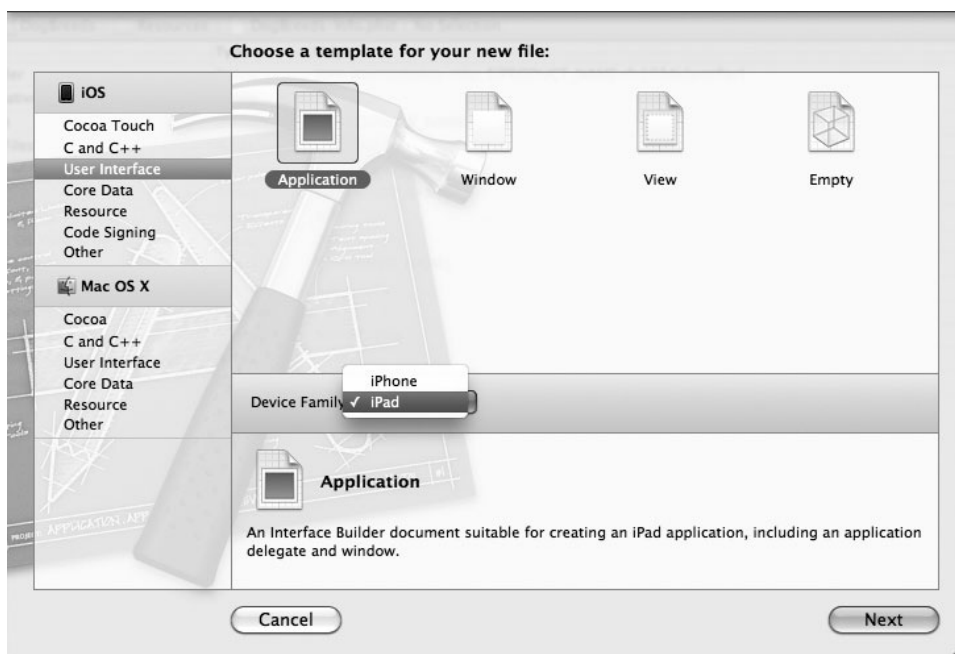 Choose a template for your new file:
iOS
Cocoa Touch
C and C++
User Interface
Core Data
Resource
Code Signing
Other
Mac OS X
Cocoa
C and C++
User Interface
Core Data
Resource
Other
Application
Window
View
Empty
Device Family
iPhone
✓ iPad
Application
An Interface Builder document suitable for creating an iPad application, including an application
delegate and window.
Cancel
Next